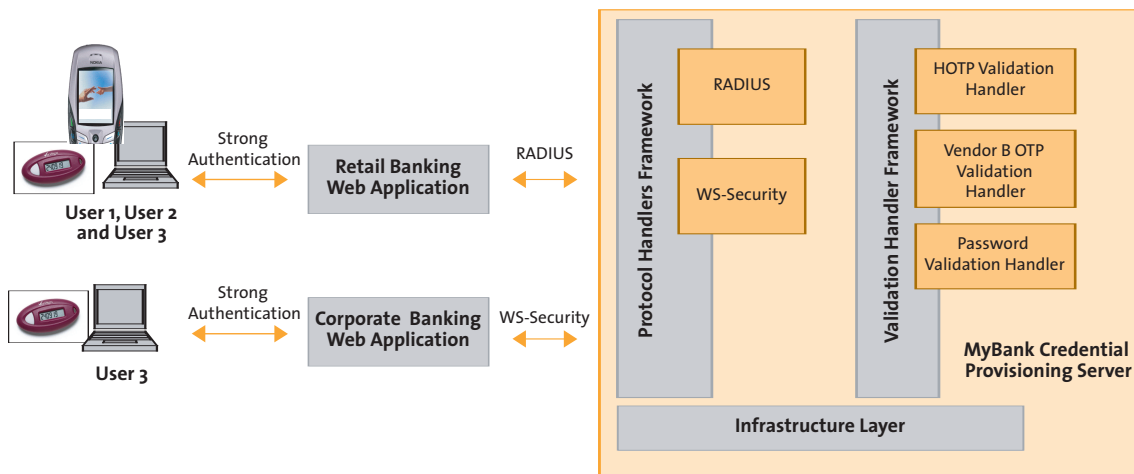 User 1, User 2
and User 3
Strong
Authentication
Retail Banking
Web Application
RADIUS
User 3
Strong
Authentication
Corporate Banking
Web Application
WS-Security
Protocol Handlers Framework
RADIUS
WS-Security
Validation Handler Framework
HOTP Validation
Handler
Vendor B OTP
Validation
Handler
Password
Validation Handler
MyBank Credential
Provisioning Server
Infrastructure Layer